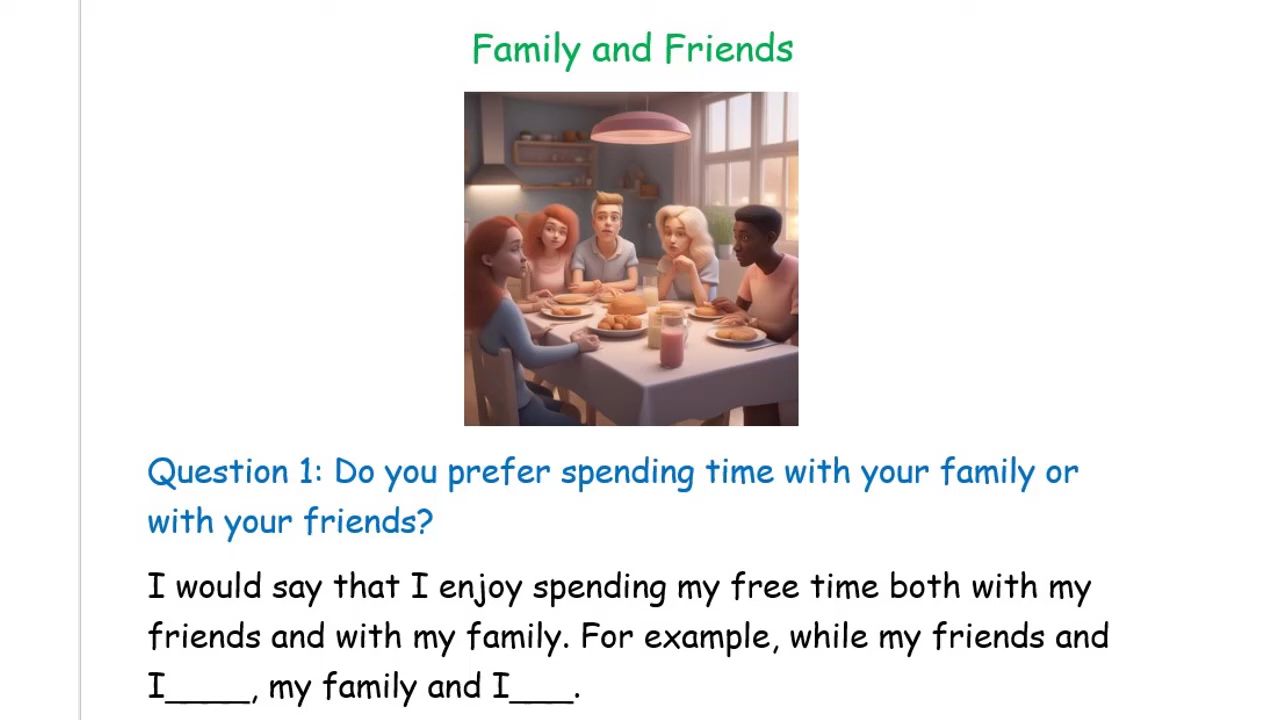 Family and Friends
Question 1: Do you prefer spending time with your family or
with your friends?
I would say that I enjoy spending my free time both with my
friends and with my family. For example, while my friends and
I____, my family and I___.